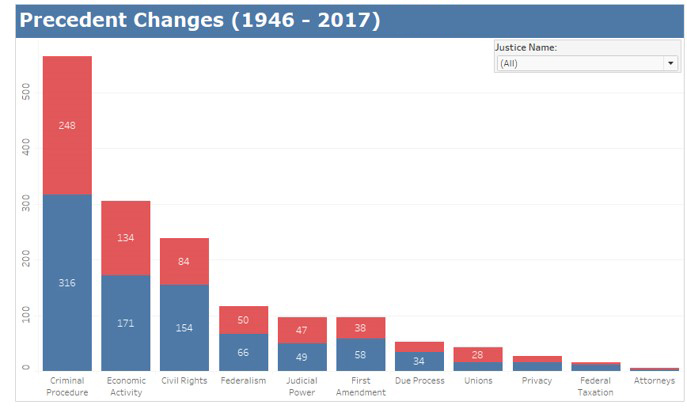 Precedent Changes (1946 - 2017)
Justice Name:
(All)
500
400
300
200
100
0
248
316
134
171
84
154
50
66
47
49
38
58
34
28
Criminal Procedure
Economic Activity
Civil Rights
Federalism
Judicial Power
First Amendment
Due Process
Unions
Privacy
Federal Taxation
Attorneys